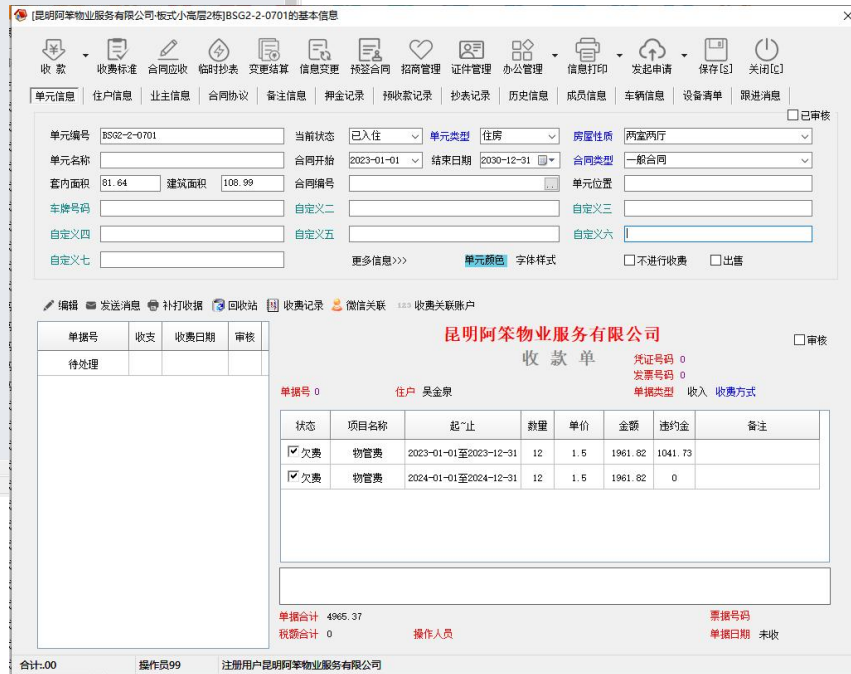 [昆明阿笨物业服务有限公司-板式小高层2栋]BSG2-2-0701的基本信息
收 款 收费标准 合同应收 临时抄表 变更结算 信息变更 预签合同 招商管理 证件管理 办公管理 信息打印 发起申请 保存[S] 关闭[C]
单元信息 住户信息 业主信息 合同协议 备注信息 押金记录 预收款记录 抄表记录 历史信息 成员信息 车辆信息 设备清单 跟进消息
已审核
单元编号 BSG2-2-0701 当前状态 已入住 单元类型 住房 房屋性质 两室两厅
单元名称 合同开始 2023-01-01 结束日期 2030-12-31 合同类型 一般合同
套内面积 81.64 建筑面积 108.99 合同编号 .. 单元位置
车牌号码 自定义二 自定义三
自定义四 自定义五 自定义六
自定义七 更多信息>>> 单元颜色 字体样式 不进行收费 出售
编辑 发送消息 补打收据 回收站 收费记录 微信关联 123 收费关联账户
单据号 收支 收费日期 审核
待处理
昆明阿笨物业服务有限公司
审核
收 款 单
凭证号码 0
发票号码 0
单据号 0 住户 吴金泉 单据类型 收入 收费方式
状态 项目名称 起~止 数量 单价 金额 违约金 备注
欠费 物管费 2023-01-01至2023-12-31 12 1.5 1961.82 1041.73
欠费 物管费 2024-01-01至2024-12-31 12 1.5 1961.82 0
单据合计 4965.37 票据号码
税额合计 0 操作人员 单据日期 未收
合计:.00 操作员99 注册用户昆明阿笨物业服务有限公司